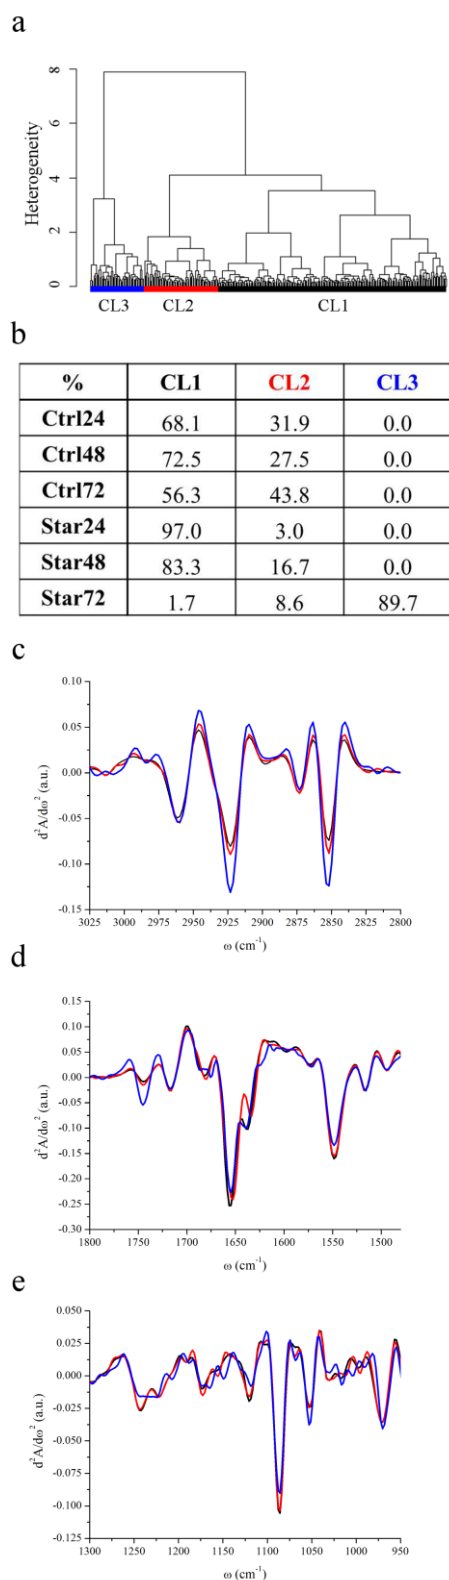 a
Heterogeneity
8
6
4
2
0
CL3 CL2 CL1
b
% CL1 CL2 CL3
Ctrl24 68.1 31.9 0.0
Ctrl48 72.5 27.5 0.0
Ctrl72 56.3 43.8 0.0
Star24 97.0 3.0 0.0
Star48 83.3 16.7 0.0
Star72 1.7 8.6 89.7
c
d²A/dω² (a.u.)
0.10
0.05
0.00
-0.05
-0.10
-0.15
3025 3000 2975 2950 2925 2900 2875 2850 2825 2800
ω (cm⁻¹)
d
d²A/dω² (a.u.)
0.15
0.10
0.05
0.00
-0.05
-0.10
-0.15
-0.20
-0.25
-0.30
1800 1750 1700 1650 1600 1550 1500
ω (cm⁻¹)
e
d²A/dω² (a.u.)
0.050
0.025
0.000
-0.025
-0.050
-0.075
-0.100
-0.125
1300 1250 1200 1150 1100 1050 1000 950
ω (cm⁻¹)